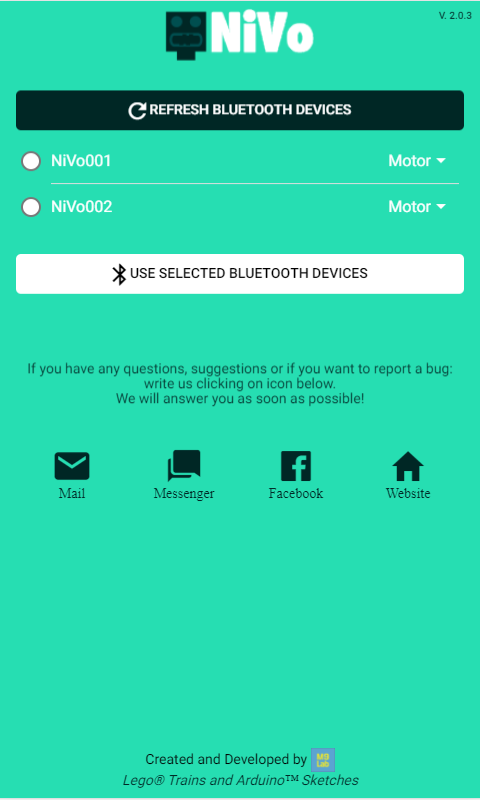 NiVo
V. 2.0.3
REFRESH BLUETOOTH DEVICES
NiVo001 Motor
NiVo002 Motor
USE SELECTED BLUETOOTH DEVICES
If you have any questions, suggestions or if you want to report a bug:
write us clicking on icon below.
We will answer you as soon as possible!
Mail Messenger Facebook Website
Created and Developed by MB Lab
Lego® Trains and Arduino™ Sketches